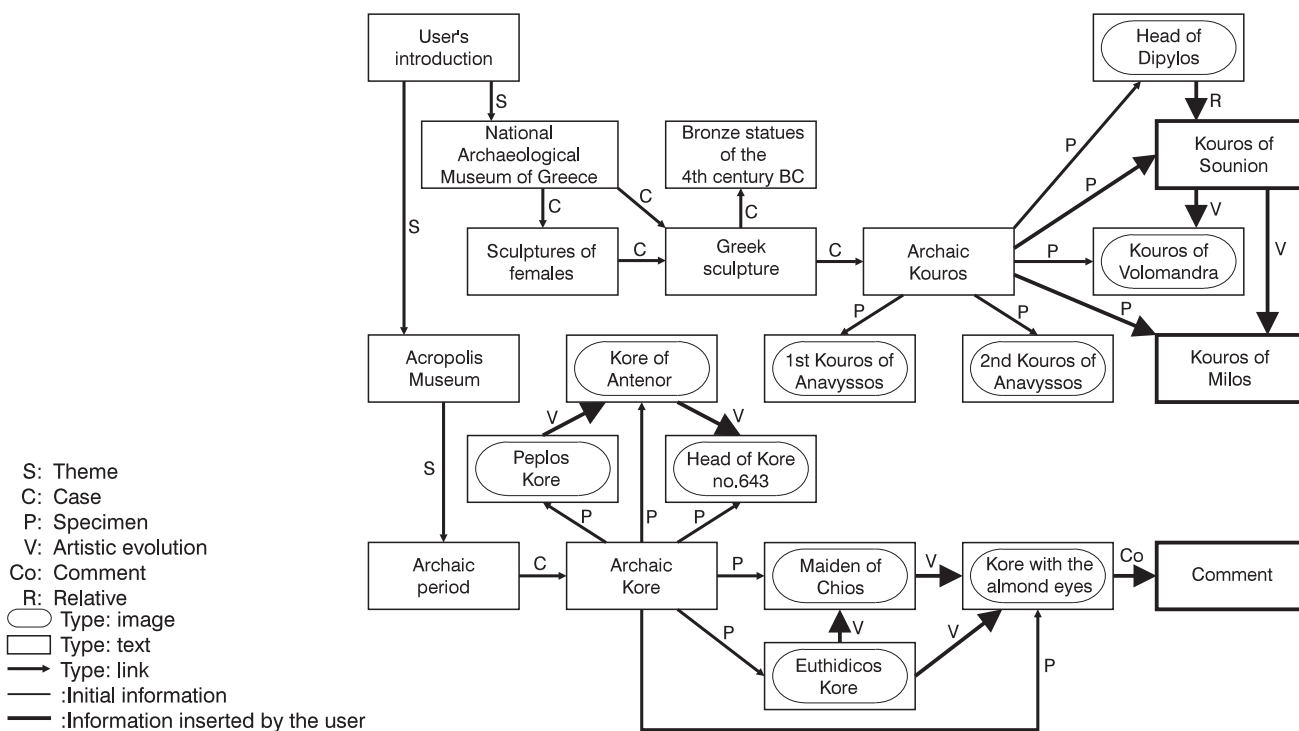 User's
introduction
S
S
National
Archaeological
Museum of Greece
C
C
Bronze statues
of the
4th century BC
C
Head of
Dipylos
R
P
Kouros of
Sounion
P
V
V
S
Sculptures of
females
C
Greek
sculpture
C
Archaic
Kouros
P
Kouros of
Volomandra
P
P
P
Acropolis
Museum
Kore of
Antenor
1st Kouros of
Anavyssos
2nd Kouros of
Anavyssos
Kouros of
Milos
V
V
Peplos
Kore
Head of Kore
no.643
S
P
P
P
Archaic
period
C
Archaic
Kore
P
Maiden of
Chios
V
Kore with the
almond eyes
Co
Comment
P
V
V
P
Euthidicos
Kore
S: Theme
C: Case
P: Specimen
V: Artistic evolution
Co: Comment
R: Relative
Type: image
Type: text
Type: link
:Initial information
:Information inserted by the user